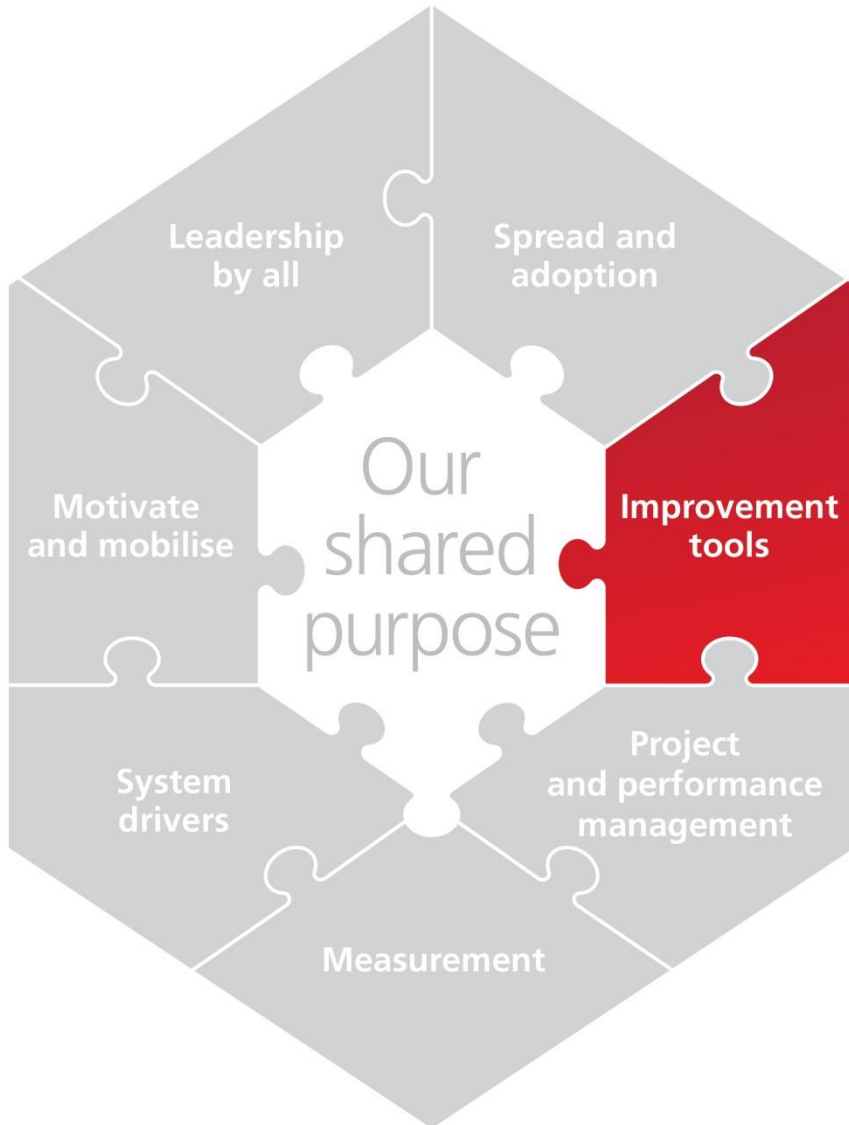 Leadership
by all
Spread and
adoption
Motivate
and mobilise
Our
shared
purpose
Improvement
tools
System
drivers
Project
and performance
management
Measurement